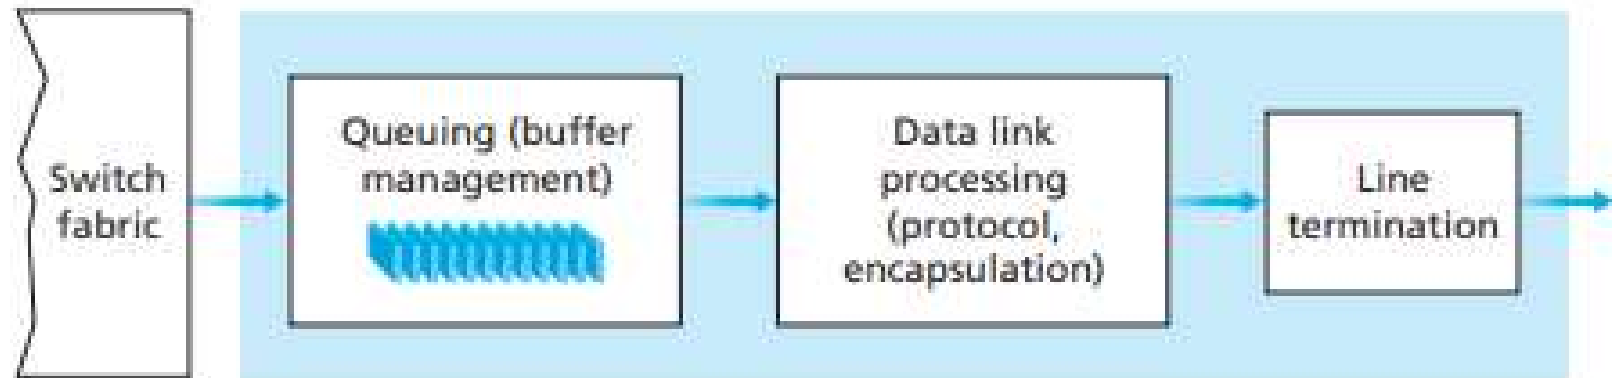 Switch
fabric
Queuing (buffer
management)
Data link
processing
(protocol,
encapsulation)
Line
termination